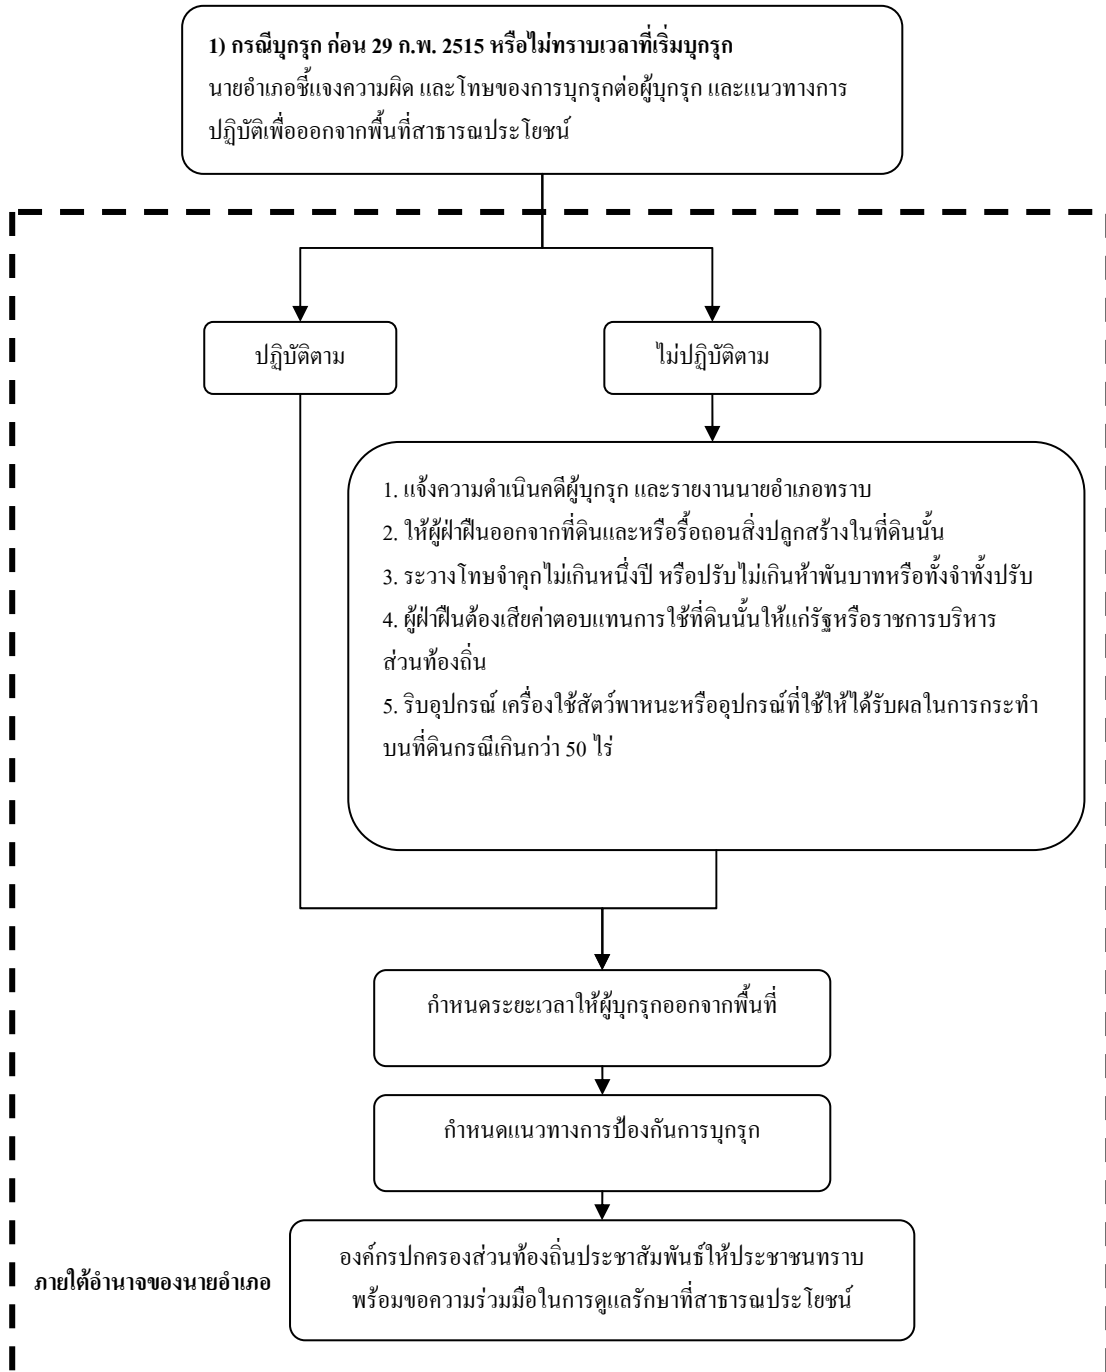 1) กรณีบุกรุก ก่อน 29 ก.พ. 2515 หรือไม่ทราบเวลาที่เริ่มบุกรุก
นายอำเภอชี้แจงความผิด และโทษของการบุกรุกต่อผู้บุกรุก และแนวทางการ
ปฏิบัติเพื่อออกจากพื้นที่สาธารณประโยชน์
ปฏิบัติตาม
ไม่ปฏิบัติตาม
1. แจ้งความดำเนินคดีผู้บุกรุก และรายงานนายอำเภอทราบ
2. ให้ผู้ฝ่าฝืนออกจากที่ดินและหรือรื้อถอนสิ่งปลูกสร้างในที่ดินนั้น
3. ระวางโทษจำคุกไม่เกินหนึ่งปี หรือปรับไม่เกินห้าพันบาทหรือทั้งจำทั้งปรับ
4. ผู้ฝ่าฝืนต้องเสียค่าตอบแทนการใช้ที่ดินนั้นให้แก่รัฐหรือราชการบริหาร
ส่วนท้องถิ่น
5. ริบอุปกรณ์ เครื่องใช้สัตว์พาหนะหรืออุปกรณ์ที่ใช้ให้ได้รับผลในการกระทำ
บนที่ดินกรณีเกินกว่า 50 ไร่
กำหนดระยะเวลาให้ผู้บุกรุกออกจากพื้นที่
กำหนดแนวทางการป้องกันการบุกรุก
องค์กรปกครองส่วนท้องถิ่นประชาสัมพันธ์ให้ประชาชนทราบ
พร้อมขอความร่วมมือในการดูแลรักษาที่สาธารณประโยชน์
ภายใต้อำนาจของนายอำเภอ